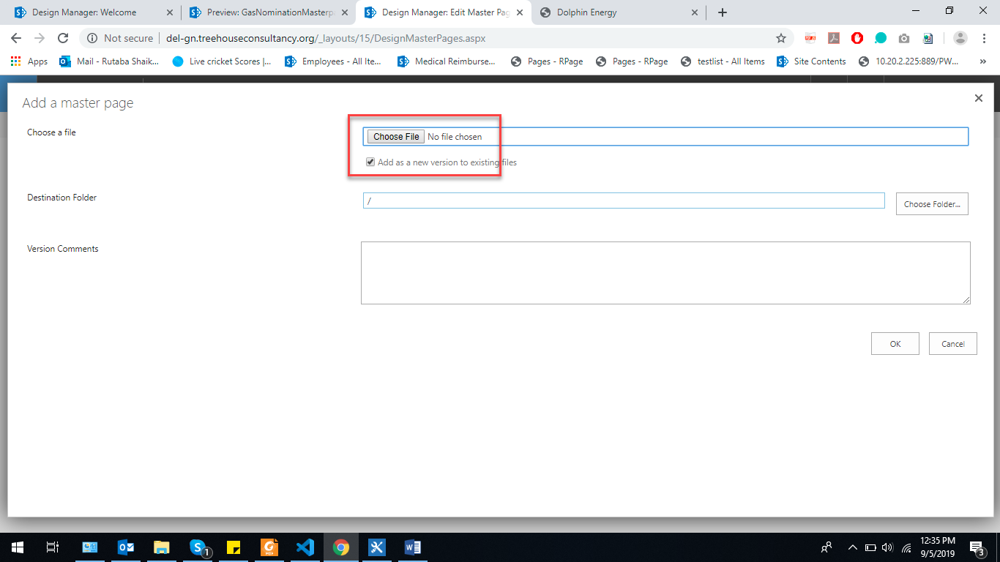 Design Manager: Welcome
Preview: GasNominationMasterp
Design Manager: Edit Master Pag
Dolphin Energy
Not secure
del-gn.treehouseconsultancy.org/_layouts/15/DesignMasterPages.aspx
Apps
Mail - Rutaba Shaik...
Live cricket Scores |...
Employees - All Ite...
Medical Reimburse...
Pages - RPage
Pages - RPage
testlist - All Items
Site Contents
10.20.2.225:889/PW...
Add a master page
Choose a file
Choose File
No file chosen
Add as a new version to existing files
Destination Folder
/
Choose Folder...
Version Comments
OK
Cancel
1
PDF
12:35 PM
9/5/2019
3